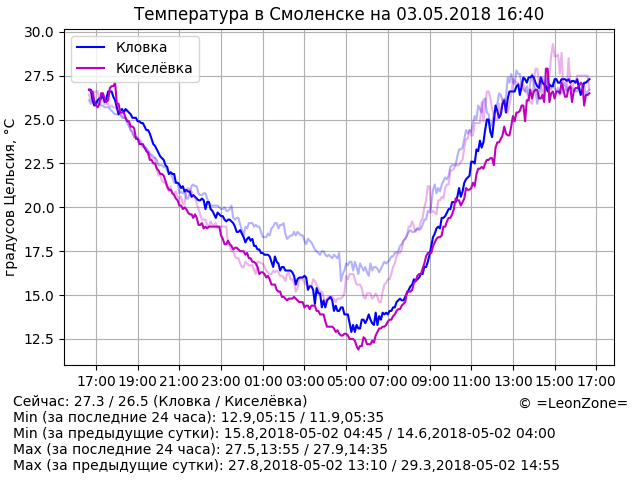 Температура в Смоленске на 03.05.2018 16:40
Кловка
Киселёвка
градусов Цельсия, °C
30.0
27.5
25.0
22.5
20.0
17.5
15.0
12.5
17:00 19:00 21:00 23:00 01:00 03:00 05:00 07:00 09:00 11:00 13:00 15:00 17:00
Сейчас: 27.3 / 26.5 (Кловка / Киселёвка)
© =LeonZone=
Min (за последние 24 часа): 12.9,05:15 / 11.9,05:35
Min (за предыдущие сутки): 15.8,2018-05-02 04:45 / 14.6,2018-05-02 04:00
Max (за последние 24 часа): 27.5,13:55 / 27.9,14:35
Max (за предыдущие сутки): 27.8,2018-05-02 13:10 / 29.3,2018-05-02 14:55